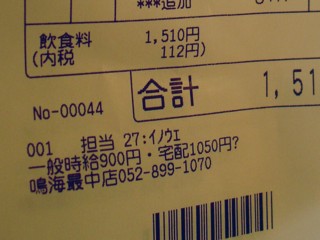 ***追加
飲食料 1,510円
(内税 112円)
合計 1,51
No-00044
001 担当 27:イノウエ
一般時給900円・宅配1050円?
鳴海最中店052-899-1070